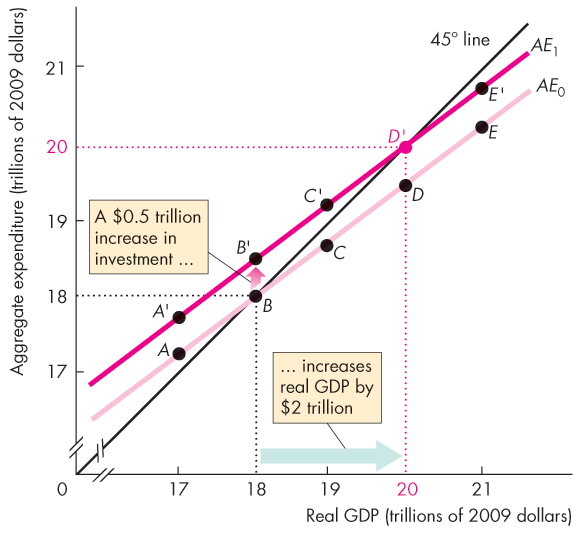 Aggregate expenditure (trillions of 2009 dollars)
45° line
AE1
AE0
21
20
19
18
17
0
E'
E
D'
D
C'
C
B'
B
A'
A
A $0.5 trillion
increase in
investment ...
... increases
real GDP by
$2 trillion
17
18
19
20
21
Real GDP (trillions of 2009 dollars)